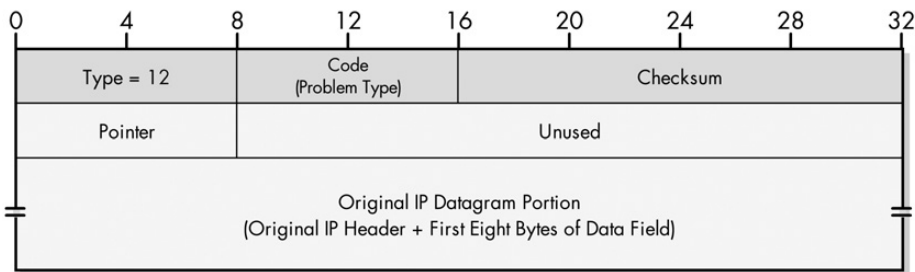 0 4 8 12 16 20 24 28 32
Type = 12
Code
(Problem Type)
Checksum
Pointer
Unused
Original IP Datagram Portion
(Original IP Header + First Eight Bytes of Data Field)